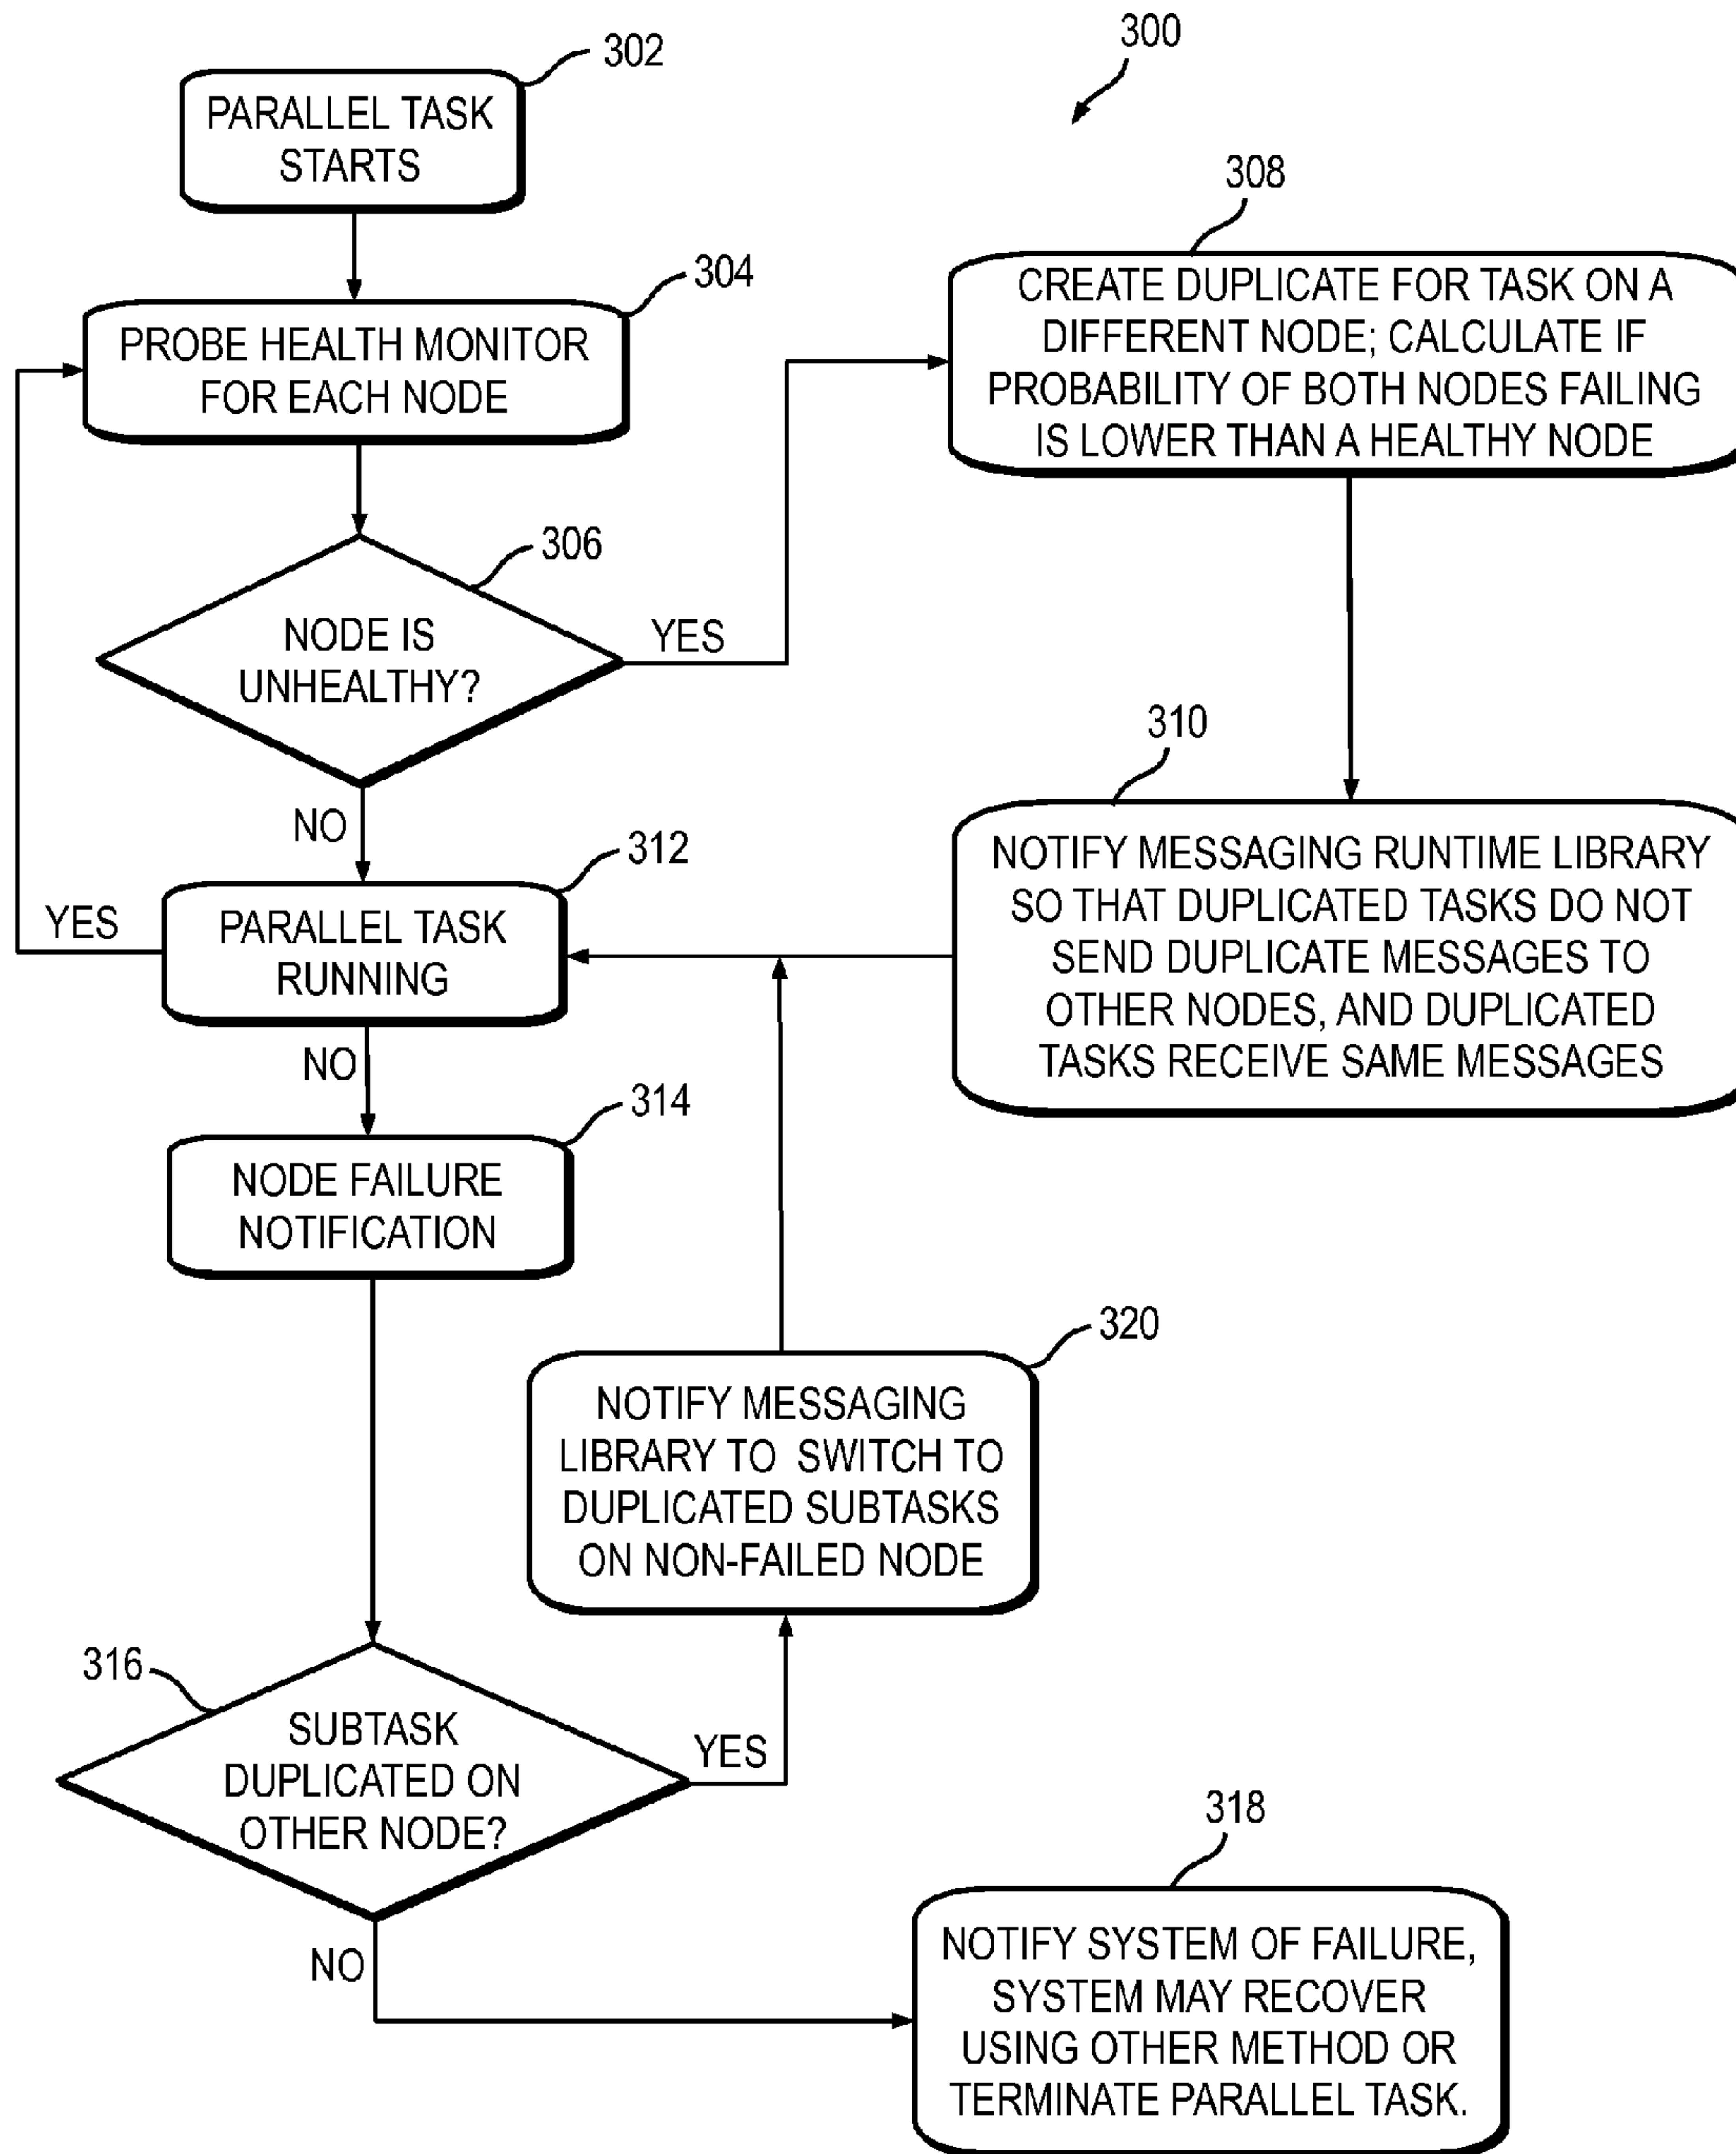 300
302
PARALLEL TASK
STARTS
304
PROBE HEALTH MONITOR
FOR EACH NODE
306
NODE IS
UNHEALTHY?
YES
NO
308
CREATE DUPLICATE FOR TASK ON A
DIFFERENT NODE; CALCULATE IF
PROBABILITY OF BOTH NODES FAILING
IS LOWER THAN A HEALTHY NODE
310
NOTIFY MESSAGING RUNTIME LIBRARY
SO THAT DUPLICATED TASKS DO NOT
SEND DUPLICATE MESSAGES TO
OTHER NODES, AND DUPLICATED
TASKS RECEIVE SAME MESSAGES
312
PARALLEL TASK
RUNNING
YES
NO
314
NODE FAILURE
NOTIFICATION
316
SUBTASK
DUPLICATED ON
OTHER NODE?
YES
NO
320
NOTIFY MESSAGING
LIBRARY TO SWITCH TO
DUPLICATED SUBTASKS
ON NON-FAILED NODE
318
NOTIFY SYSTEM OF FAILURE,
SYSTEM MAY RECOVER
USING OTHER METHOD OR
TERMINATE PARALLEL TASK.